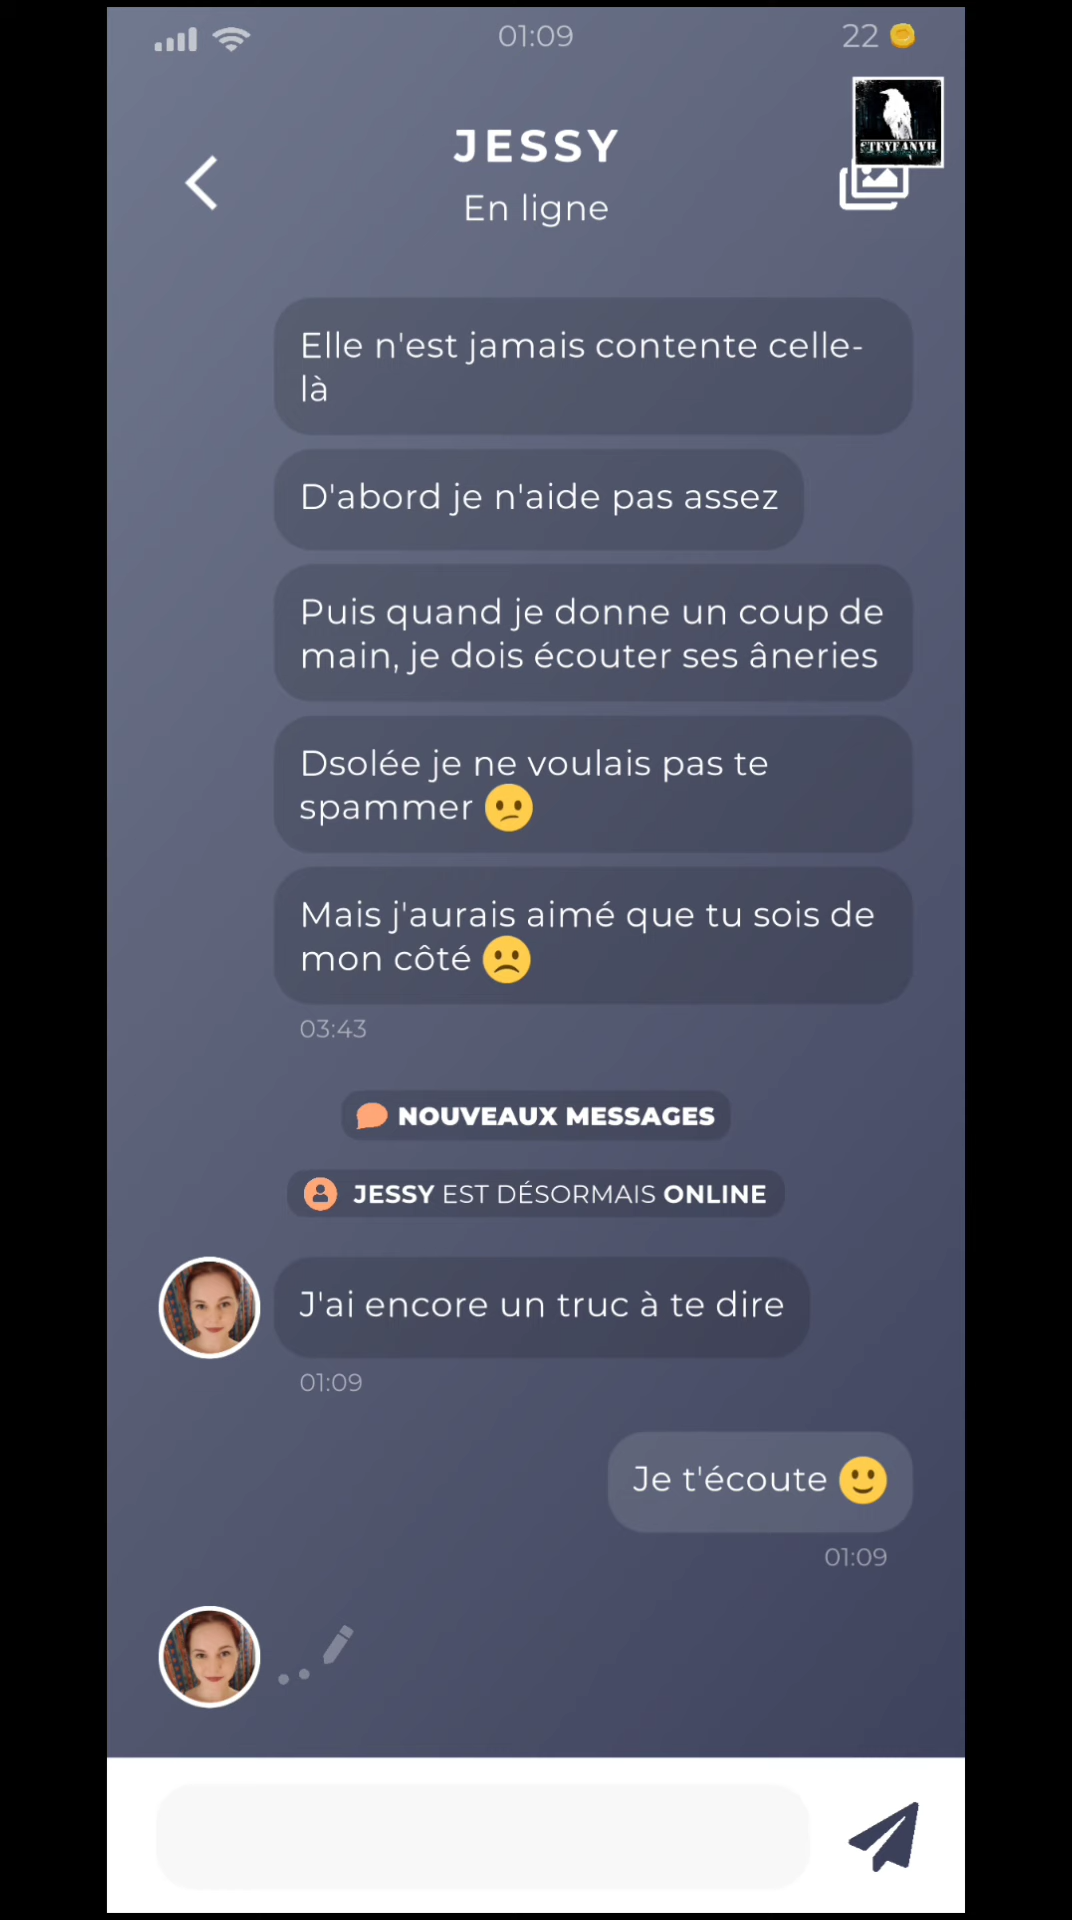 01:09
22
STEYFANYH
JESSY
En ligne
Elle n'est jamais contente celle-
là
D'abord je n'aide pas assez
Puis quand je donne un coup de
main, je dois écouter ses âneries
Dsolée je ne voulais pas te
spammer 😕
Mais j'aurais aimé que tu sois de
mon côté 🙁
03:43
NOUVEAUX MESSAGES
JESSY EST DÉSORMAIS ONLINE
J'ai encore un truc à te dire
01:09
Je t'écoute 🙂
01:09